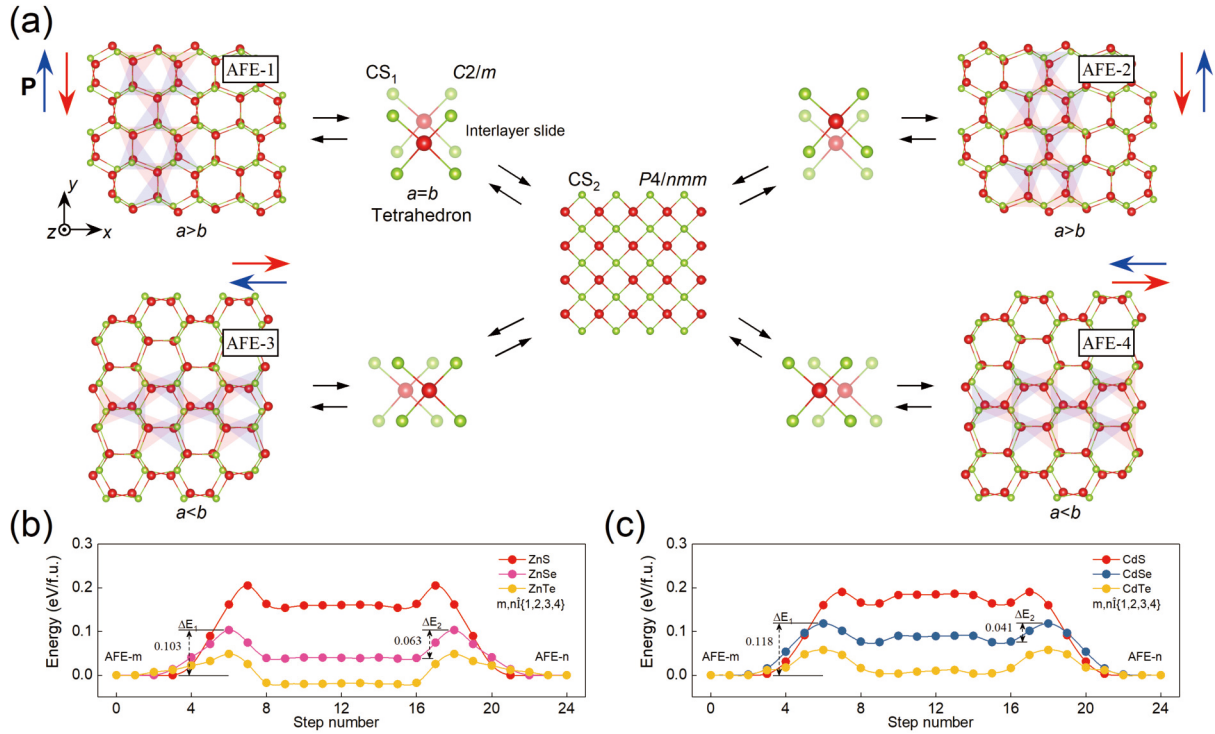 (a)
P
AFE-1
CS1
C2/m
Interlayer slide
a=b
Tetrahedron
a>b
y
z
x
CS2
P4/nmm
AFE-2
a>b
AFE-3
a<b
AFE-4
a<b
(b)
Energy (eV/f.u.)
0.3
0.2
0.1
0.0
ZnS
ZnSe
ZnTe
m,nÎ{1,2,3,4}
ΔE1
0.103
ΔE2
0.063
AFE-m
AFE-n
0 4 8 12 16 20 24
Step number
(c)
Energy (eV/f.u.)
0.3
0.2
0.1
0.0
CdS
CdSe
CdTe
m,nÎ{1,2,3,4}
ΔE1
0.118
ΔE2
0.041
AFE-m
AFE-n
0 4 8 12 16 20 24
Step number